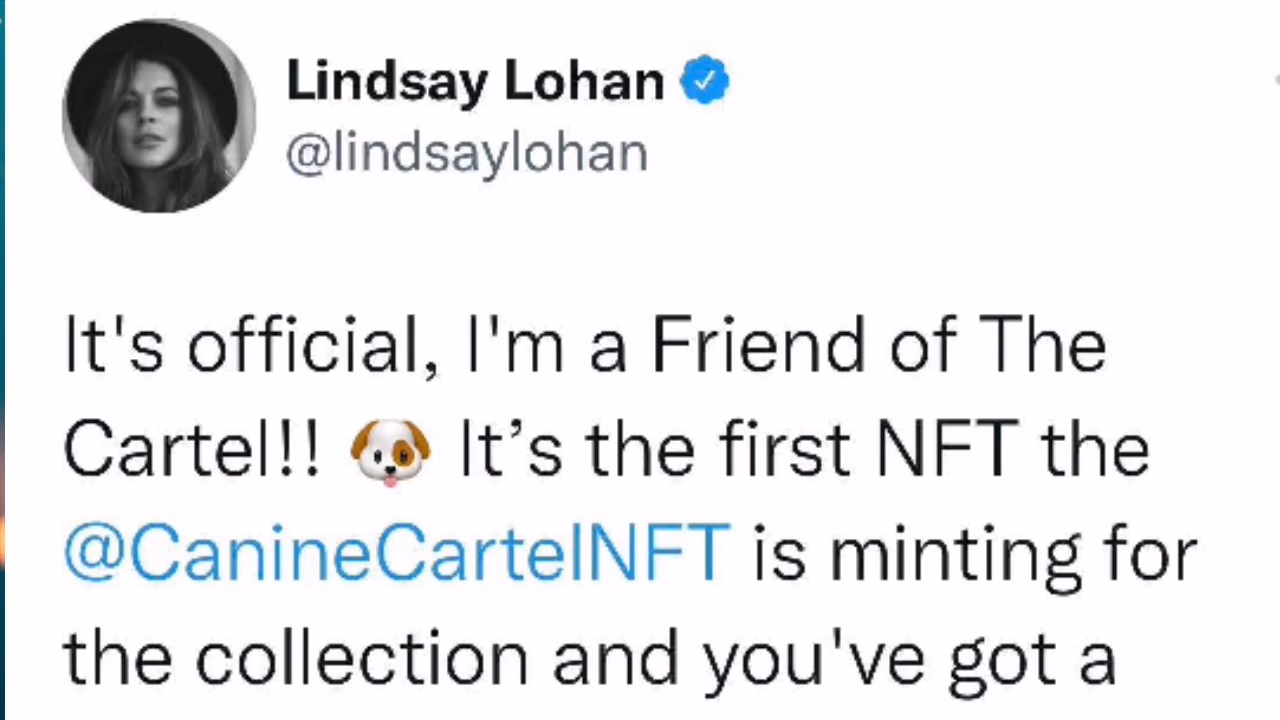 Lindsay Lohan
@lindsaylohan
It's official, I'm a Friend of The
Cartel!! 🐶 It’s the first NFT the
@CanineCartelNFT is minting for
the collection and you've got a